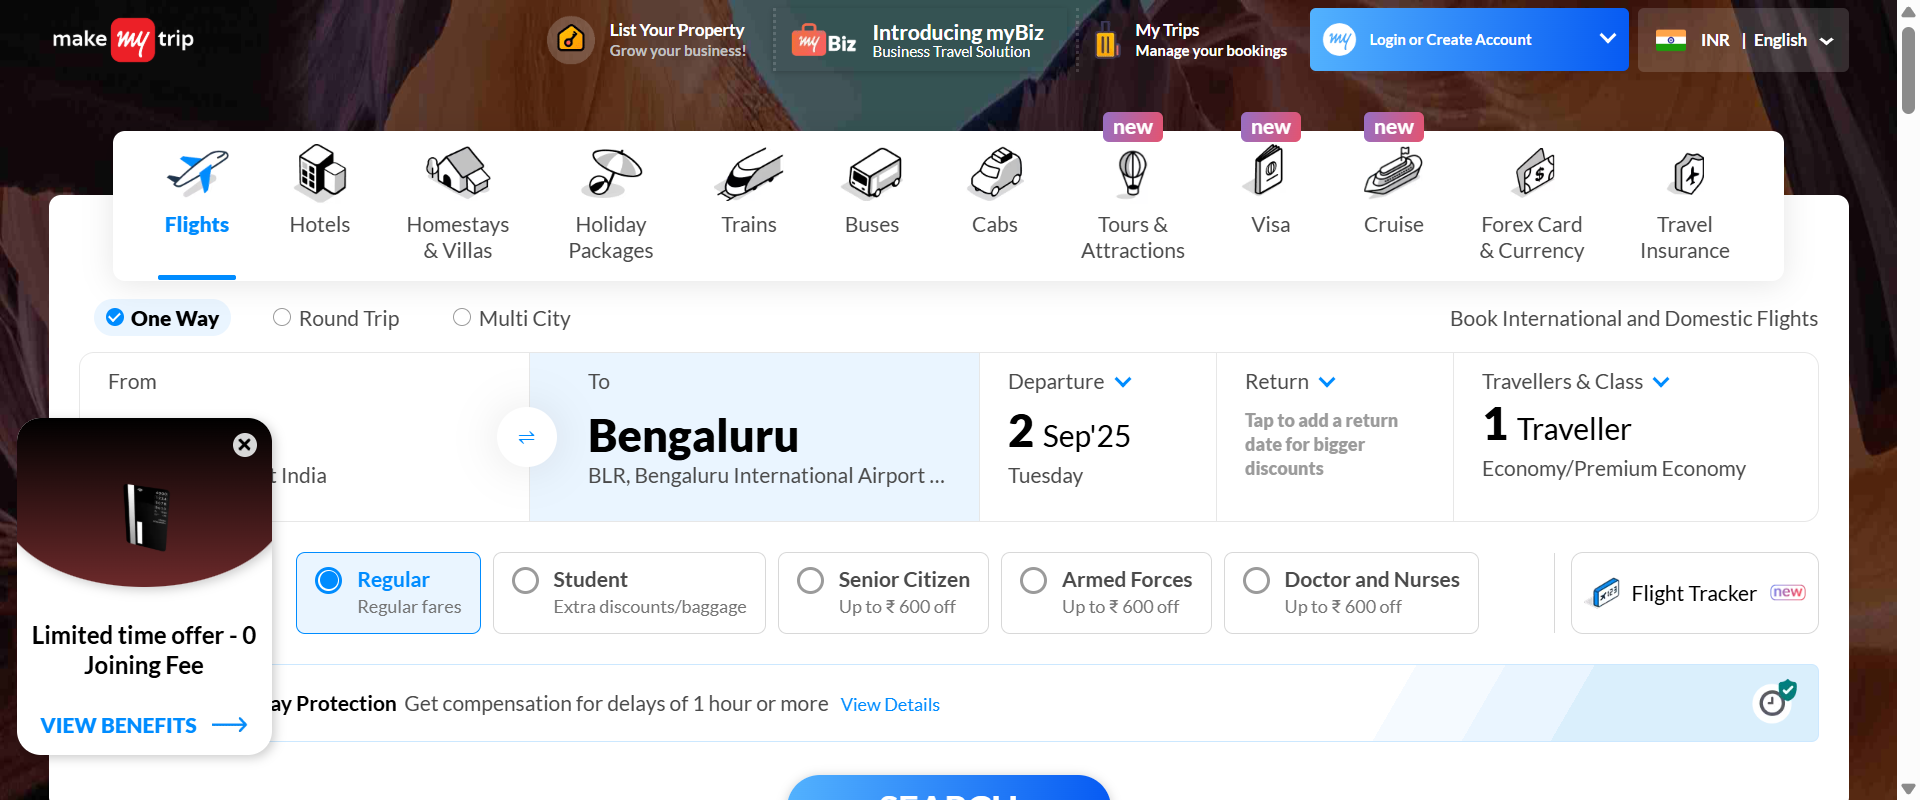 make my trip
List Your Property
Grow your business!
my Biz
Introducing myBiz
Business Travel Solution
My Trips
Manage your bookings
my
Login or Create Account
INR | English
new
new
new
Flights
Hotels
Homestays
& Villas
Holiday
Packages
Trains
Buses
Cabs
Tours &
Attractions
Visa
Cruise
Forex Card
& Currency
Travel
Insurance
One Way
Round Trip
Multi City
Book International and Domestic Flights
From
t India
To
Bengaluru
BLR, Bengaluru International Airport ...
Departure
2 Sep'25
Tuesday
Return
Tap to add a return
date for bigger
discounts
Travellers & Class
1 Traveller
Economy/Premium Economy
Regular
Regular fares
Student
Extra discounts/baggage
Senior Citizen
Up to ₹ 600 off
Armed Forces
Up to ₹ 600 off
Doctor and Nurses
Up to ₹ 600 off
Flight Tracker new
Limited time offer - 0
Joining Fee
VIEW BENEFITS
ay Protection Get compensation for delays of 1 hour or more View Details
SEARCH